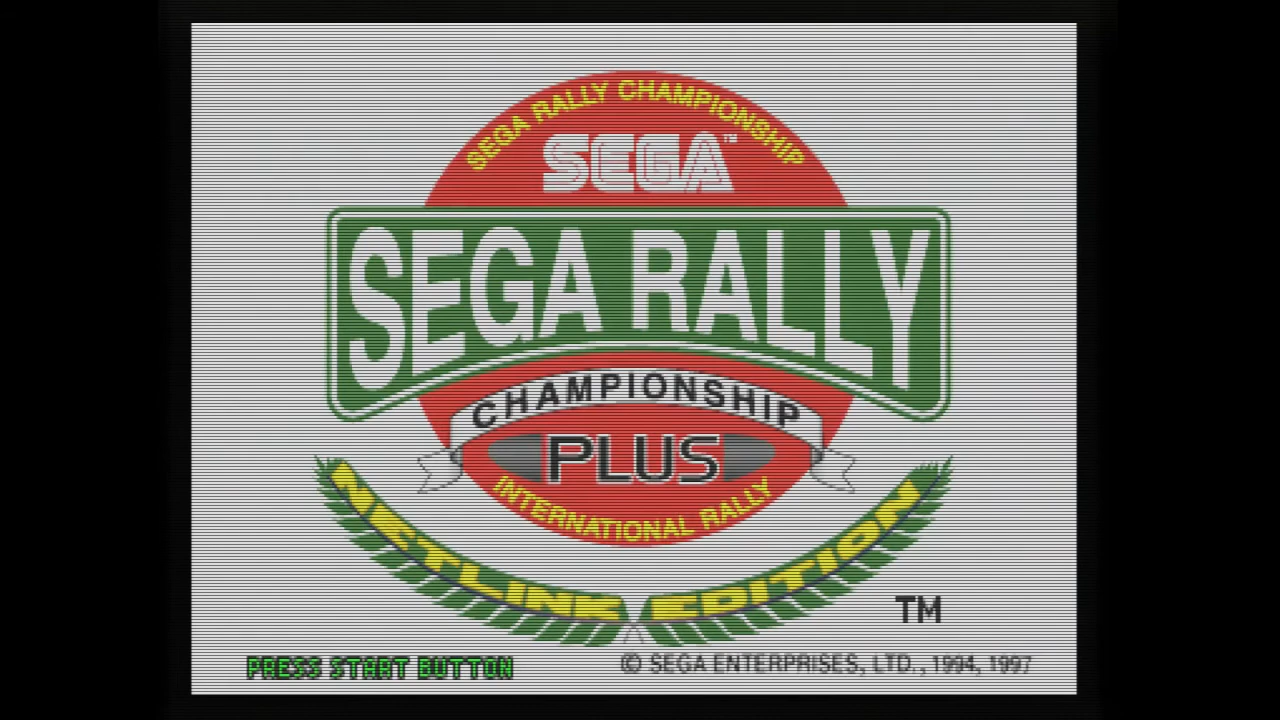 SEGA RALLY CHAMPIONSHIP
SEGA™
SEGA RALLY
CHAMPIONSHIP
PLUS
INTERNATIONAL RALLY
NETLINK EDITION
TM
PRESS START BUTTON
© SEGA ENTERPRISES, LTD., 1994, 1997